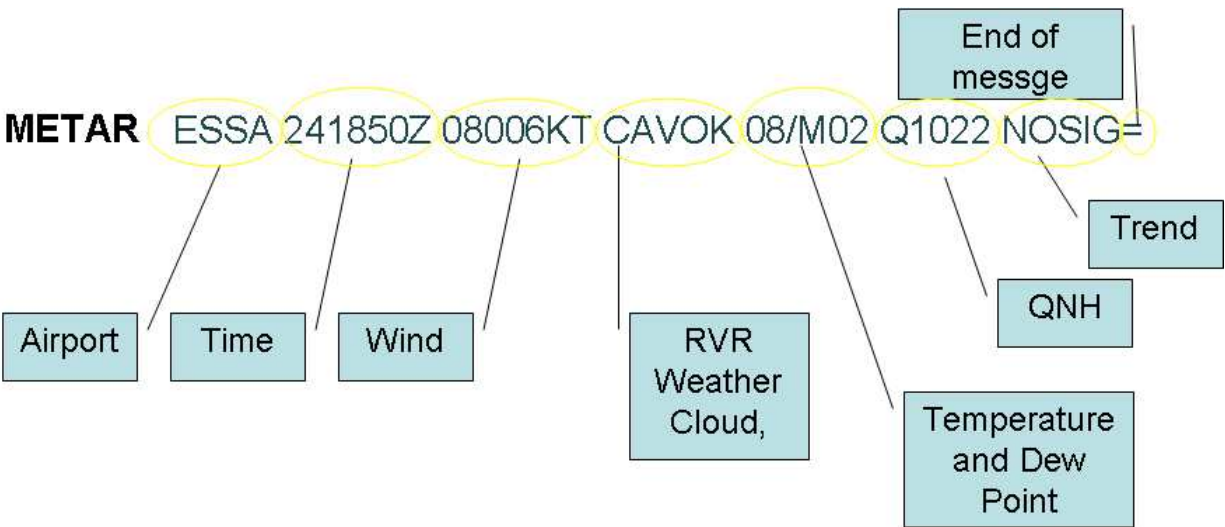 End of
messge
METAR ESSA 241850Z 08006KT CAVOK 08/M02 Q1022 NOSIG=
Trend
QNH
Airport
Time
Wind
RVR
Weather
Cloud,
Temperature
and Dew
Point